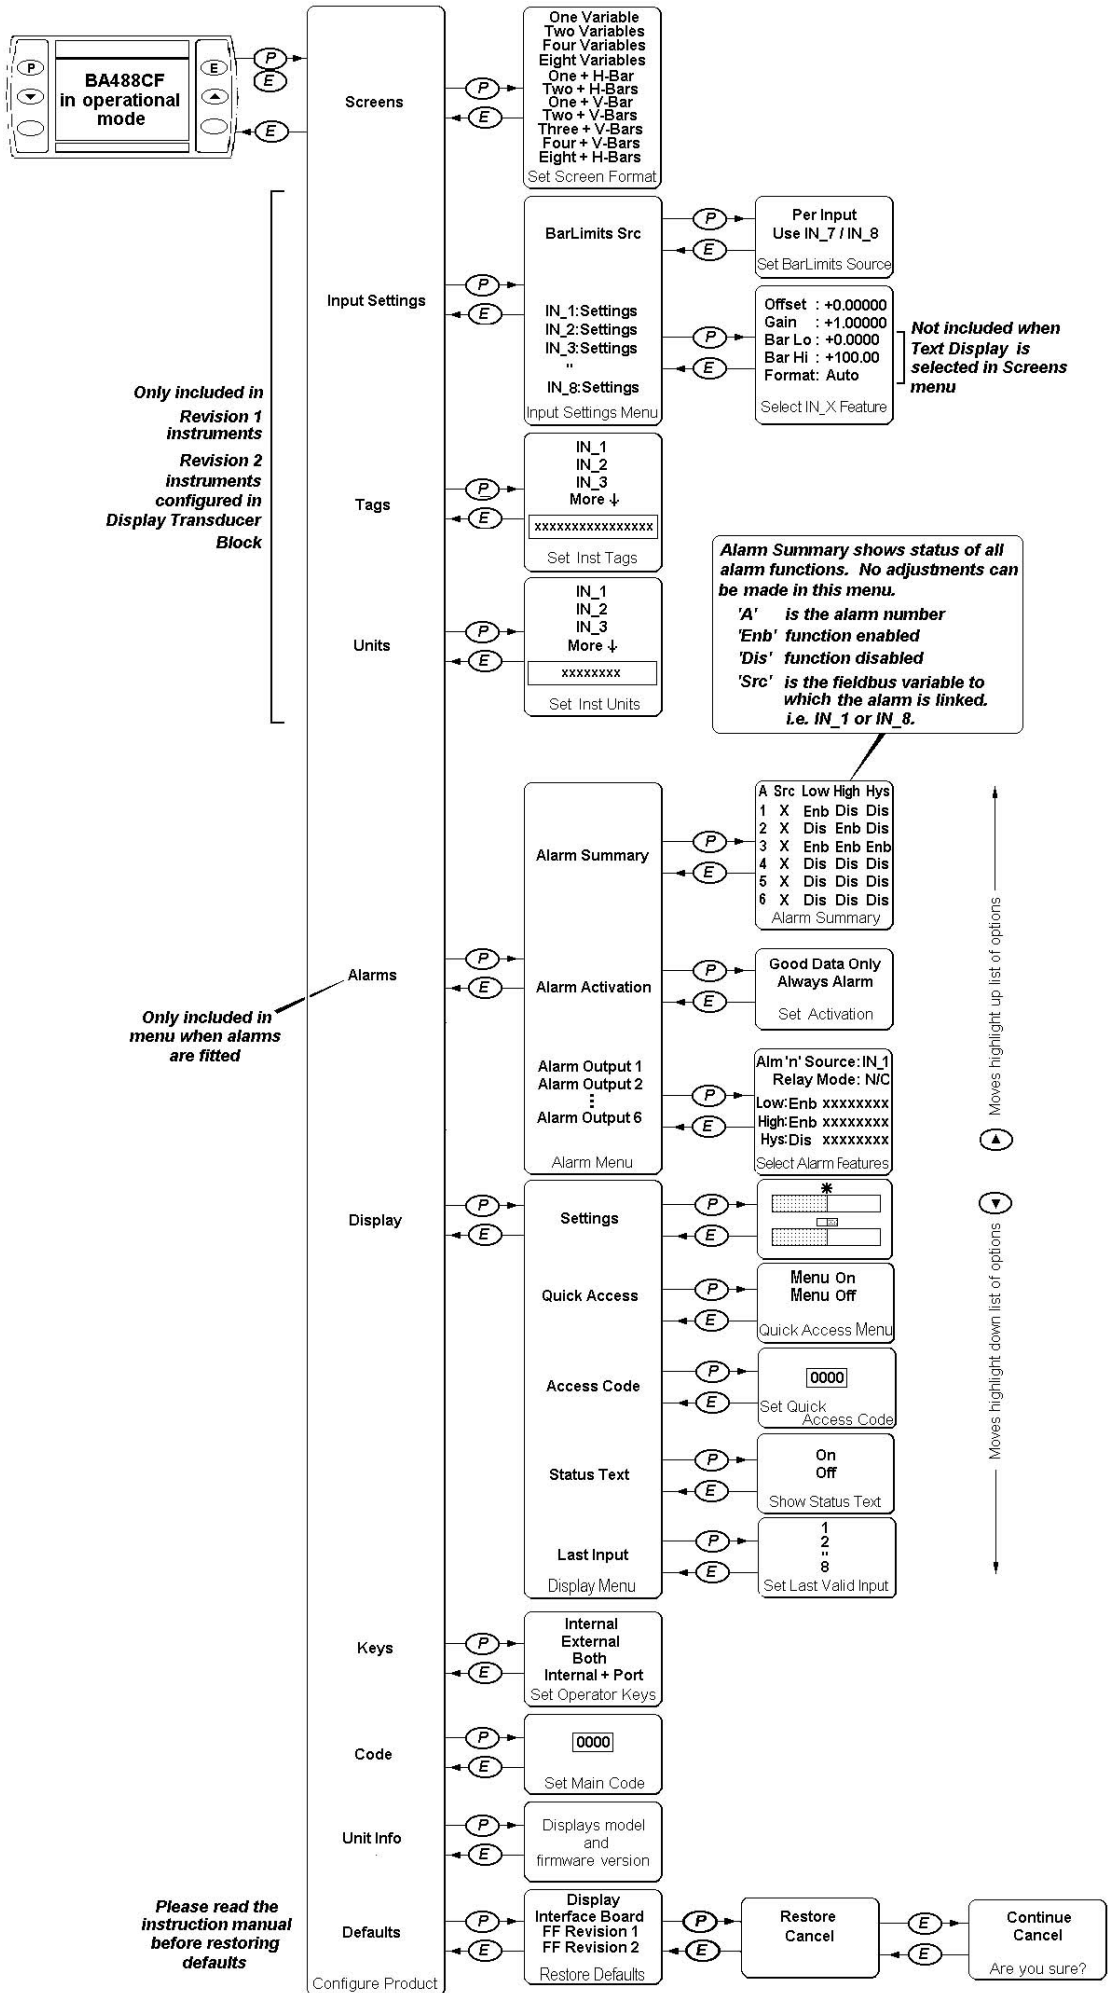 P
E
BA488CF
in operational
mode
P
E
E
Screens
P
E
One Variable
Two Variables
Four Variables
Eight Variables
One + H-Bar
Two + H-Bars
One + V-Bar
Two + V-Bars
Three + V-Bars
Four + V-Bars
Eight + H-Bars
Set Screen Format
Only included in
Revision 1
instruments
Revision 2
instruments
configured in
Display Transducer
Block
Input Settings
P
E
BarLimits Src
IN_1:Settings
IN_2:Settings
IN_3:Settings
"
IN_8:Settings
Input Settings Menu
P
E
Per Input
Use IN_7 / IN_8
Set BarLimits Source
P
E
Offset : +0.00000
Gain : +1.00000
Bar Lo : +0.0000
Bar Hi : +100.00
Format: Auto
Select IN_X Feature
Not included when
Text Display is
selected in Screens
menu
Tags
P
E
IN_1
IN_2
IN_3
More ↓
xxxxxxxxxxxxxxxx
Set Inst Tags
Units
P
E
IN_1
IN_2
IN_3
More ↓
xxxxxxxx
Set Inst Units
Alarm Summary shows status of all
alarm functions. No adjustments can
be made in this menu.
'A' is the alarm number
'Enb' function enabled
'Dis' function disabled
'Src' is the fieldbus variable to
which the alarm is linked.
i.e. IN_1 or IN_8.
Alarms
Only included in
menu when alarms
are fitted
P
E
Alarm Summary
Alarm Activation
Alarm Output 1
Alarm Output 2
Alarm Output 6
Alarm Menu
P
E
A Src Low High Hys
1 X Enb Dis Dis
2 X Dis Enb Dis
3 X Enb Enb Enb
4 X Dis Dis Dis
5 X Dis Dis Dis
6 X Dis Dis Dis
Alarm Summary
P
E
Good Data Only
Always Alarm
Set Activation
P
E
Alm 'n' Source:IN_1
Relay Mode: N/C
Low:Enb xxxxxxxx
High:Enb xxxxxxxx
Hys:Dis xxxxxxxx
Select Alarm Features
Moves highlight up list of options
Moves highlight down list of options
Display
P
E
Settings
Quick Access
Access Code
Status Text
Last Input
Display Menu
P
E
*
P
E
Menu On
Menu Off
Quick Access Menu
P
E
0000
Set Quick
Access Code
P
E
On
Off
Show Status Text
P
E
1
2
"
8
Set Last Valid Input
Keys
P
E
Internal
External
Both
Internal + Port
Set Operator Keys
Code
P
E
0000
Set Main Code
Unit Info
P
E
Displays model
and
firmware version
Please read the
instruction manual
before restoring
defaults
Defaults
Configure Product
P
E
Display
Interface Board
FF Revision 1
FF Revision 2
Restore Defaults
P
E
Restore
Cancel
E
E
Continue
Cancel
Are you sure?